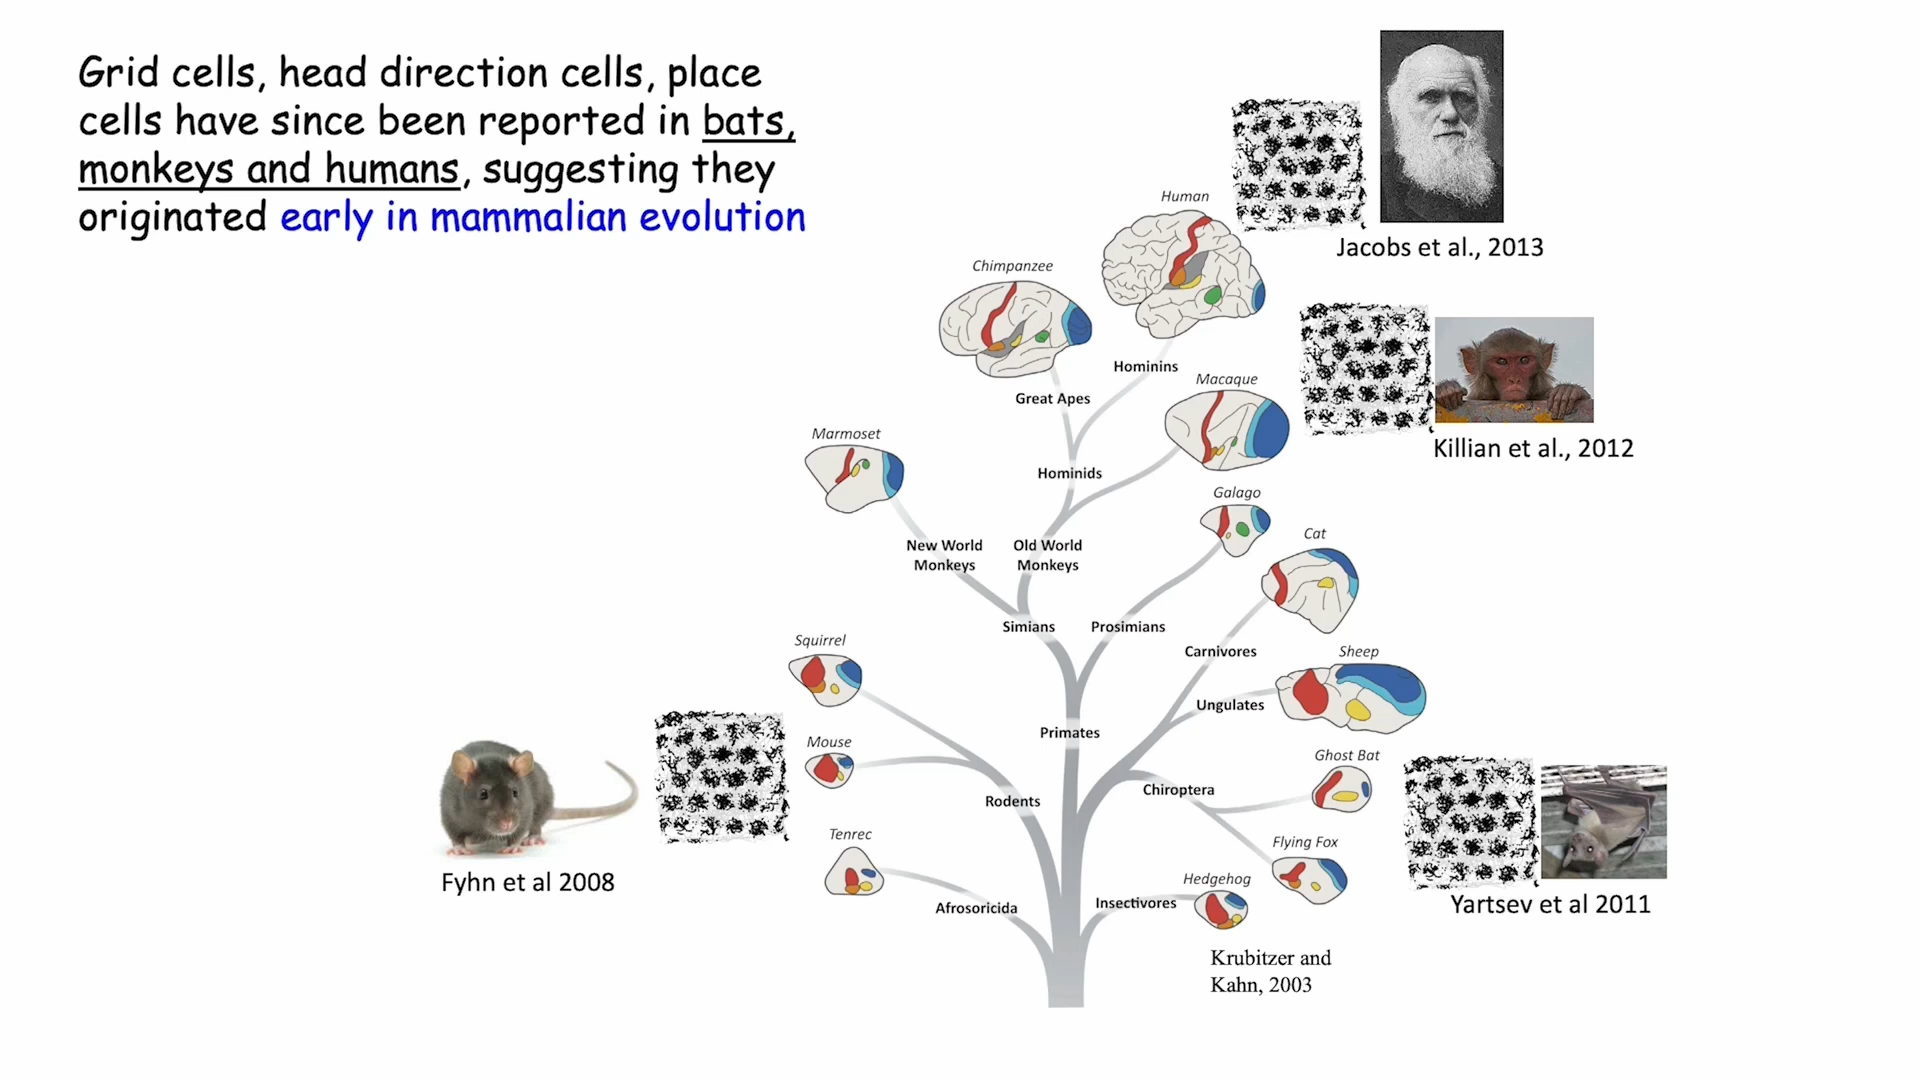 Grid cells, head direction cells, place
cells have since been reported in bats,
monkeys and humans, suggesting they
originated early in mammalian evolution
Jacobs et al., 2013
Human
Chimpanzee
Hominins
Great Apes
Macaque
Killian et al., 2012
Marmoset
Hominids
Galago
Cat
New World
Monkeys
Old World
Monkeys
Simians
Prosimians
Squirrel
Carnivores
Sheep
Ungulates
Primates
Mouse
Ghost Bat
Chiroptera
Rodents
Tenrec
Flying Fox
Fyhn et al 2008
Hedgehog
Insectivores
Afrosoricida
Yartsev et al 2011
Krubitzer and
Kahn, 2003